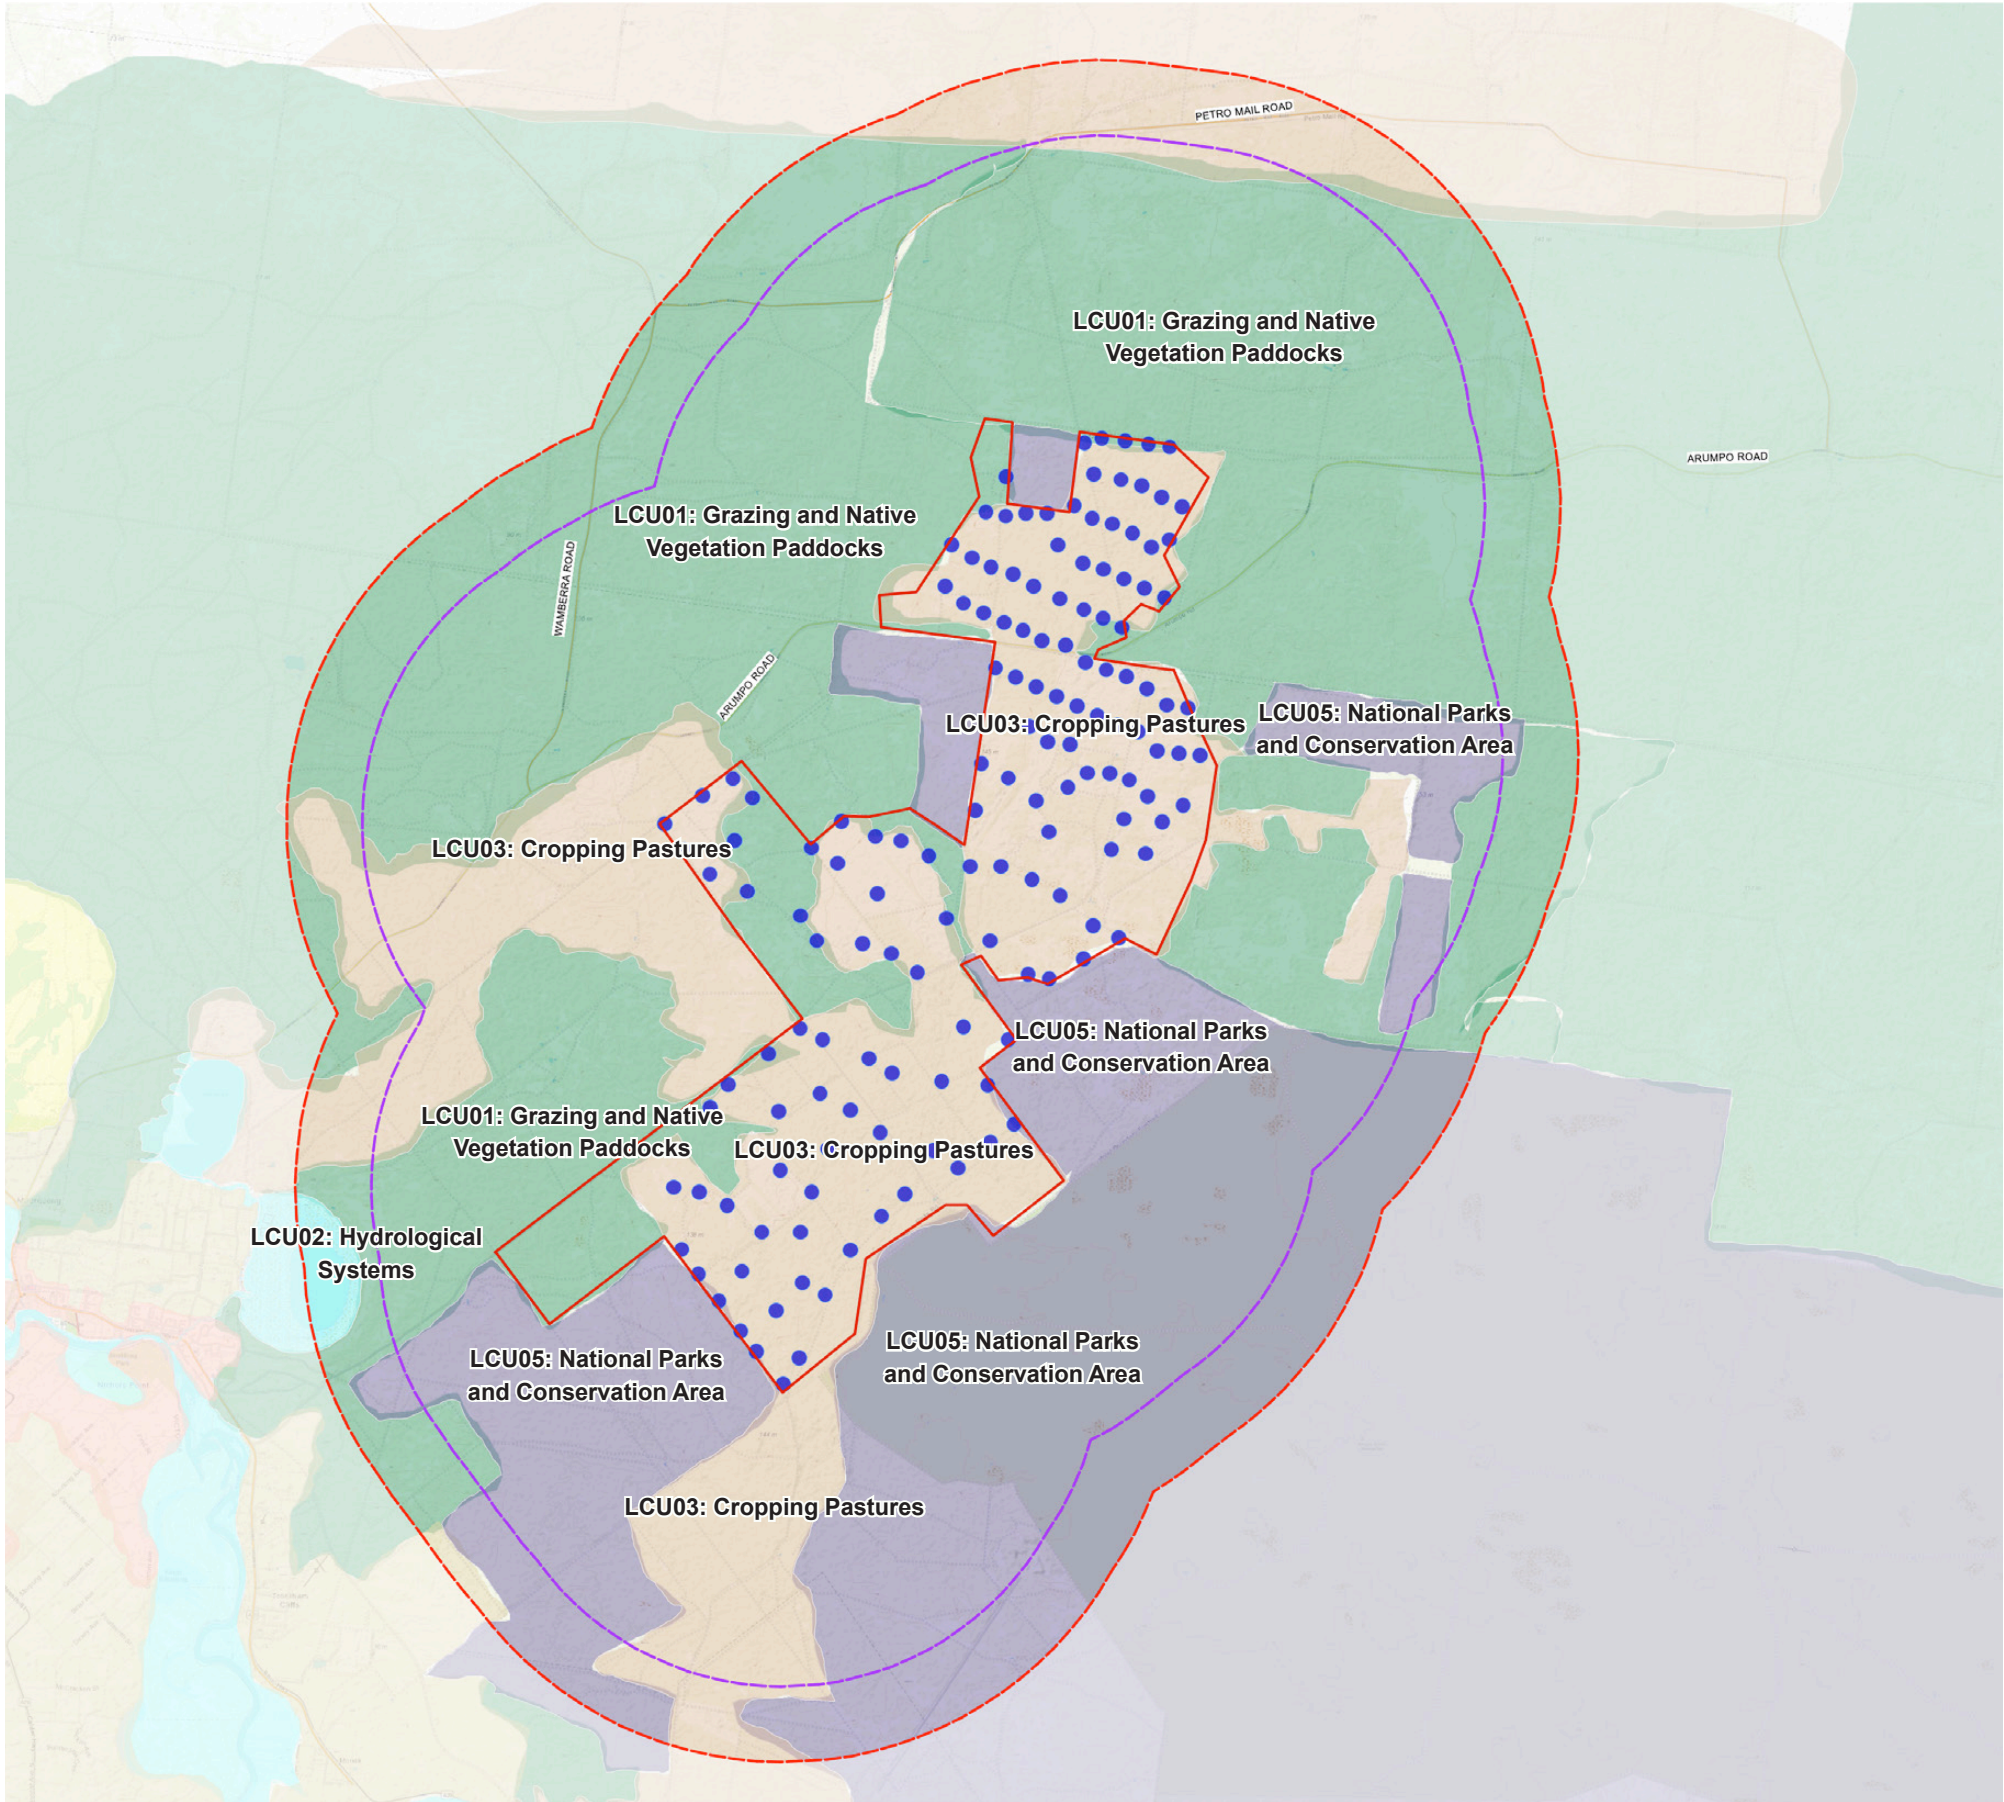 PETRO MAIL ROAD
LCU01: Grazing and Native
Vegetation Paddocks
ARUMPO ROAD
LCU01: Grazing and Native
Vegetation Paddocks
WAMBERRA ROAD
ARUMPO ROAD
LCU03: Cropping Pastures
LCU05: National Parks
and Conservation Area
LCU03: Cropping Pastures
LCU05: National Parks
and Conservation Area
LCU01: Grazing and Native
Vegetation Paddocks
LCU03: Cropping Pastures
LCU02: Hydrological
Systems
LCU05: National Parks
and Conservation Area
LCU05: National Parks
and Conservation Area
LCU03: Cropping Pastures